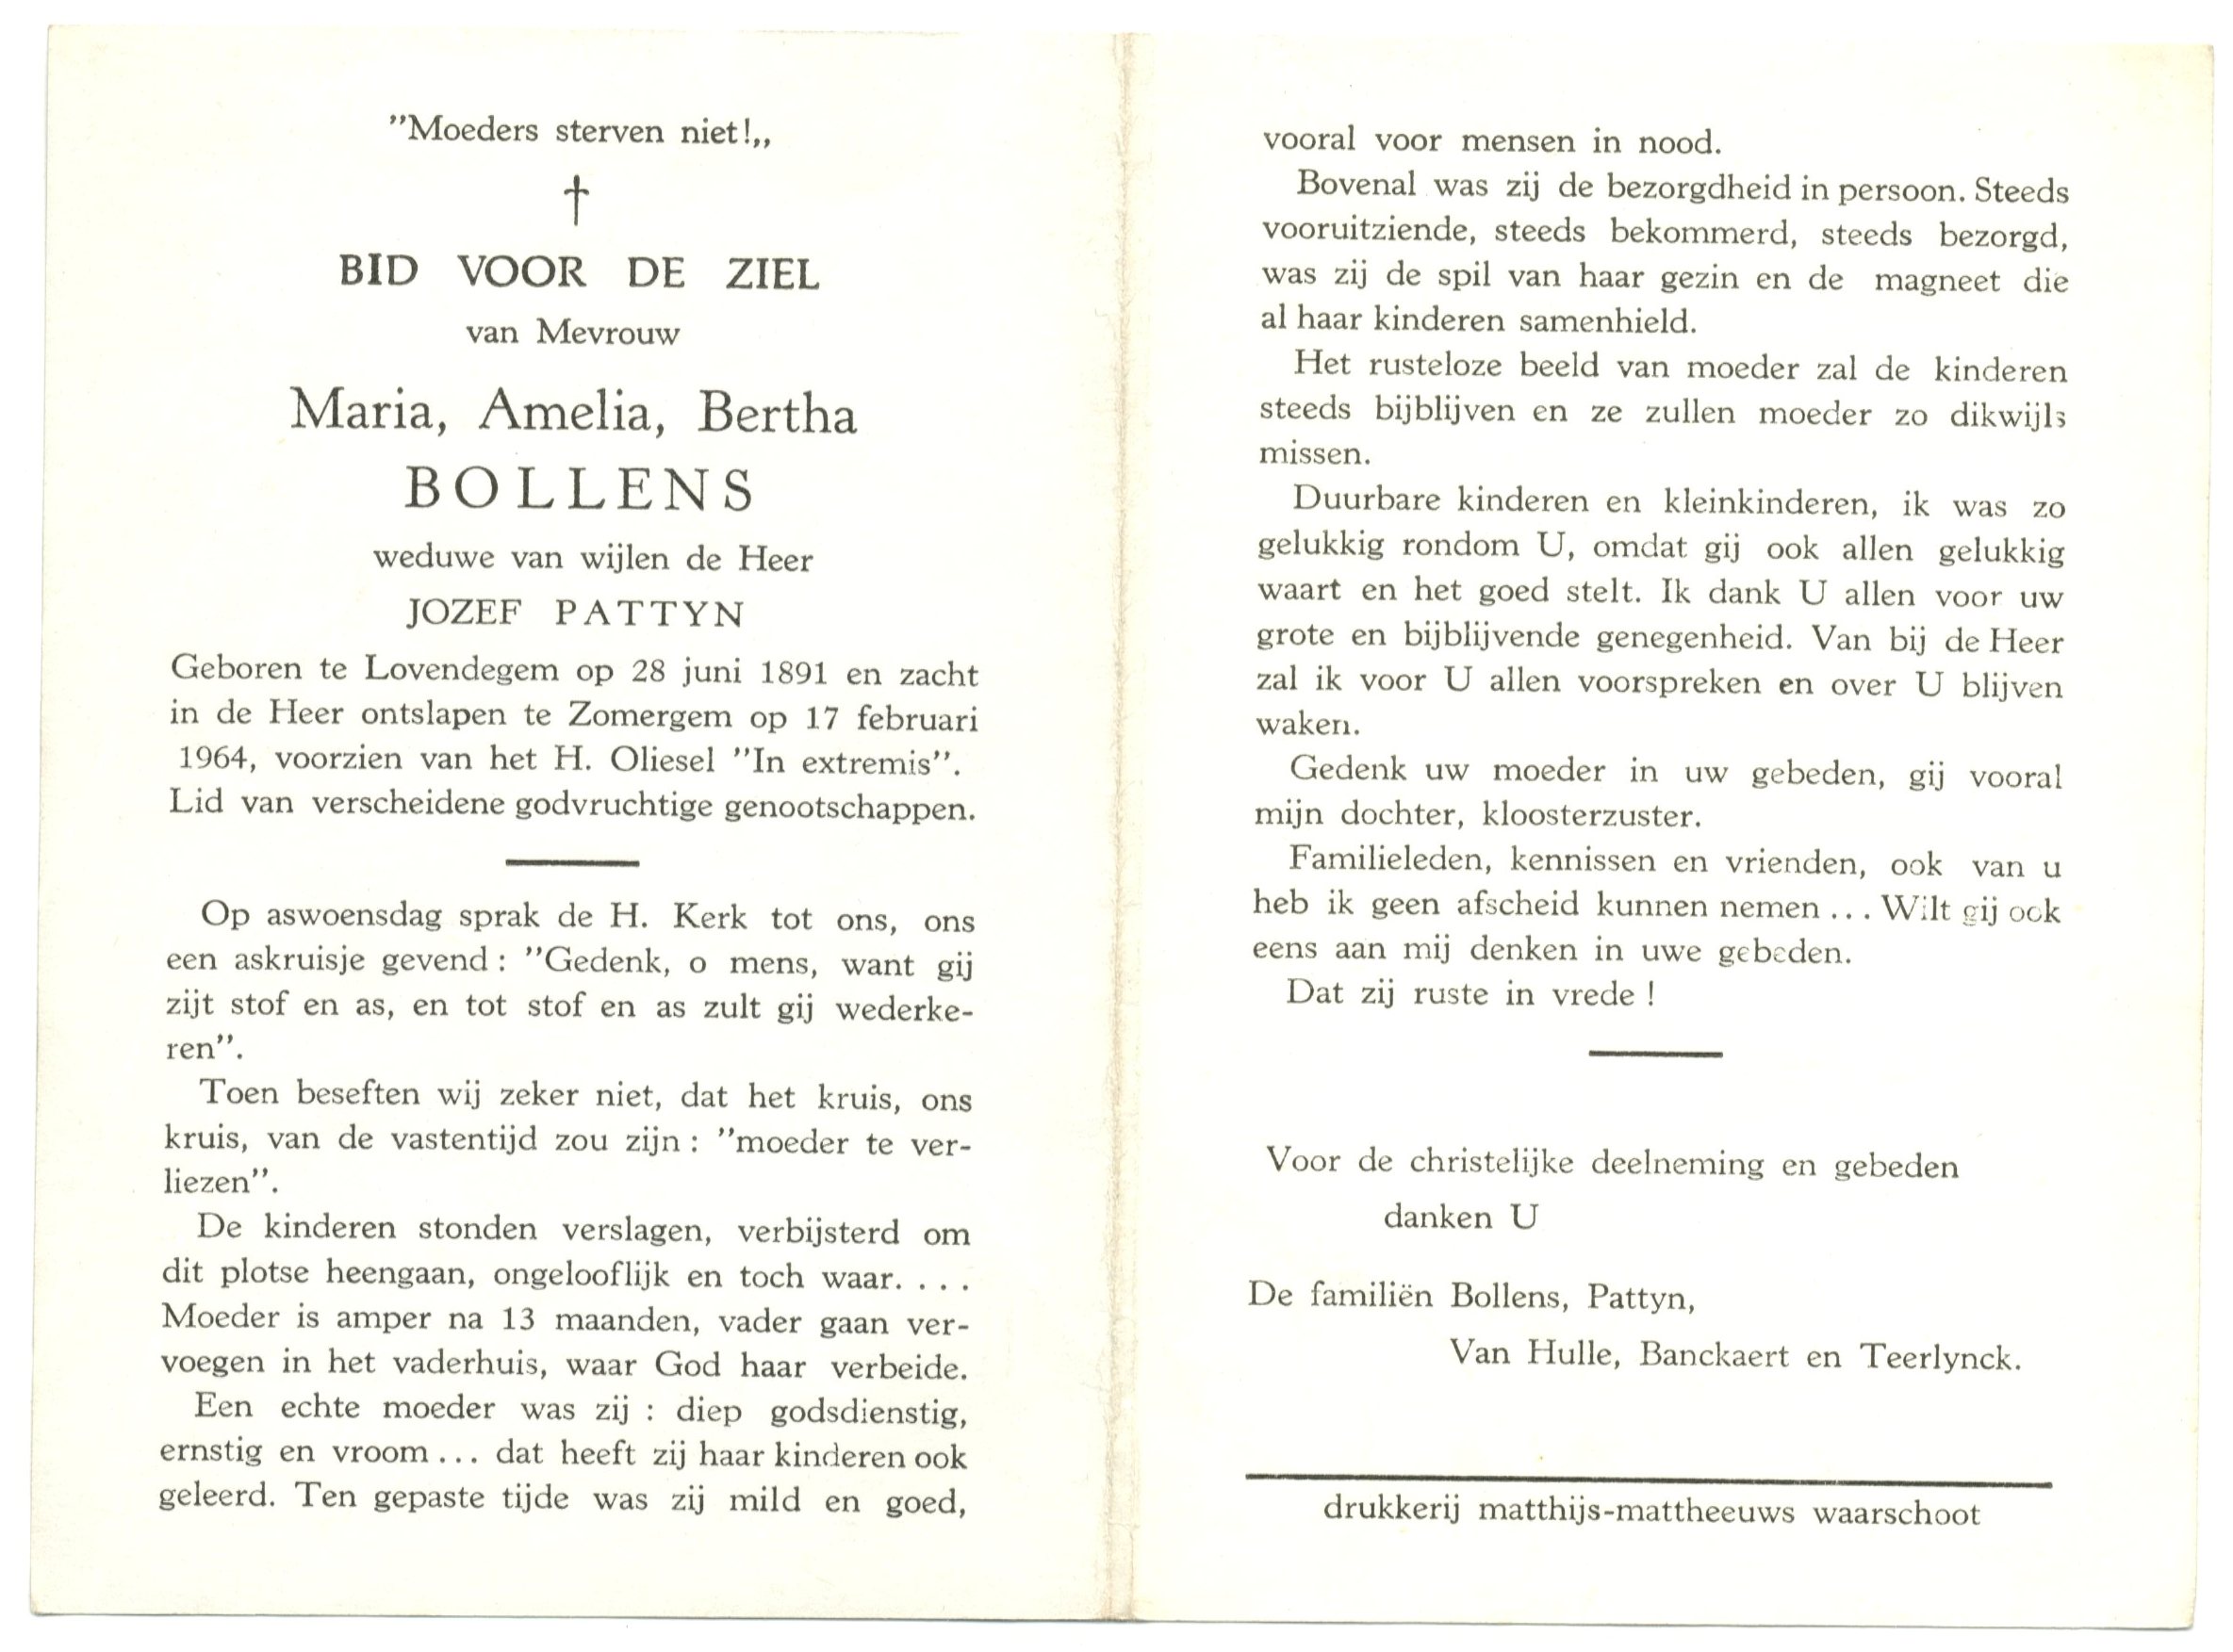 ”Moeders sterven niet!„
†
BID VOOR DE ZIEL
van Mevrouw
Maria, Amelia, Bertha
BOLLENS
weduwe van wijlen de Heer
JOZEF PATTYN
Geboren te Lovendegem op 28 juni 1891 en zacht
in de Heer ontslapen te Zomergem op 17 februari
1964, voorzien van het H. Oliesel ”In extremis”.
Lid van verscheidene godvruchtige genootschappen.
Op aswoensdag sprak de H. Kerk tot ons, ons
een askruisje gevend : ”Gedenk, o mens, want gij
zijt stof en as, en tot stof en as zult gij wederke-
ren”.
Toen beseften wij zeker niet, dat het kruis, ons
kruis, van de vastentijd zou zijn : ”moeder te ver-
liezen”.
De kinderen stonden verslagen, verbijsterd om
dit plotse heengaan, ongelooflijk en toch waar. . . .
Moeder is amper na 13 maanden, vader gaan ver-
voegen in het vaderhuis, waar God haar verbeide.
Een echte moeder was zij : diep godsdienstig,
ernstig en vroom . . . dat heeft zij haar kinderen ook
geleerd. Ten gepaste tijde was zij mild en goed,
vooral voor mensen in nood.
Bovenal was zij de bezorgdheid in persoon. Steeds
vooruitziende, steeds bekommerd, steeds bezorgd,
was zij de spil van haar gezin en de magneet die
al haar kinderen samenhield.
Het rusteloze beeld van moeder zal de kinderen
steeds bijblijven en ze zullen moeder zo dikwijls
missen.
Duurbare kinderen en kleinkinderen, ik was zo
gelukkig rondom U, omdat gij ook allen gelukkig
waart en het goed stelt. Ik dank U allen voor uw
grote en bijblijvende genegenheid. Van bij de Heer
zal ik voor U allen voorspreken en over U blijven
waken.
Gedenk uw moeder in uw gebeden, gij vooral
mijn dochter, kloosterzuster.
Familieleden, kennissen en vrienden, ook van u
heb ik geen afscheid kunnen nemen . . . Wilt gij ook
eens aan mij denken in uwe gebeden.
Dat zij ruste in vrede !
Voor de christelijke deelneming en gebeden
danken U
De familiën Bollens, Pattyn,
Van Hulle, Banckaert en Teerlynck.
drukkerij matthijs-mattheeuws waarschoot